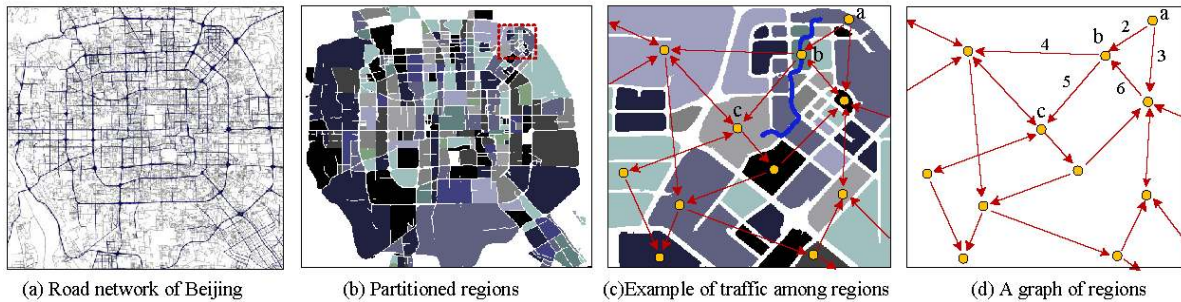 a
b
c
a
b
c
2
3
4
5
6
(a) Road network of Beijing
(b) Partitioned regions
(c)Example of traffic among regions
(d) A graph of regions